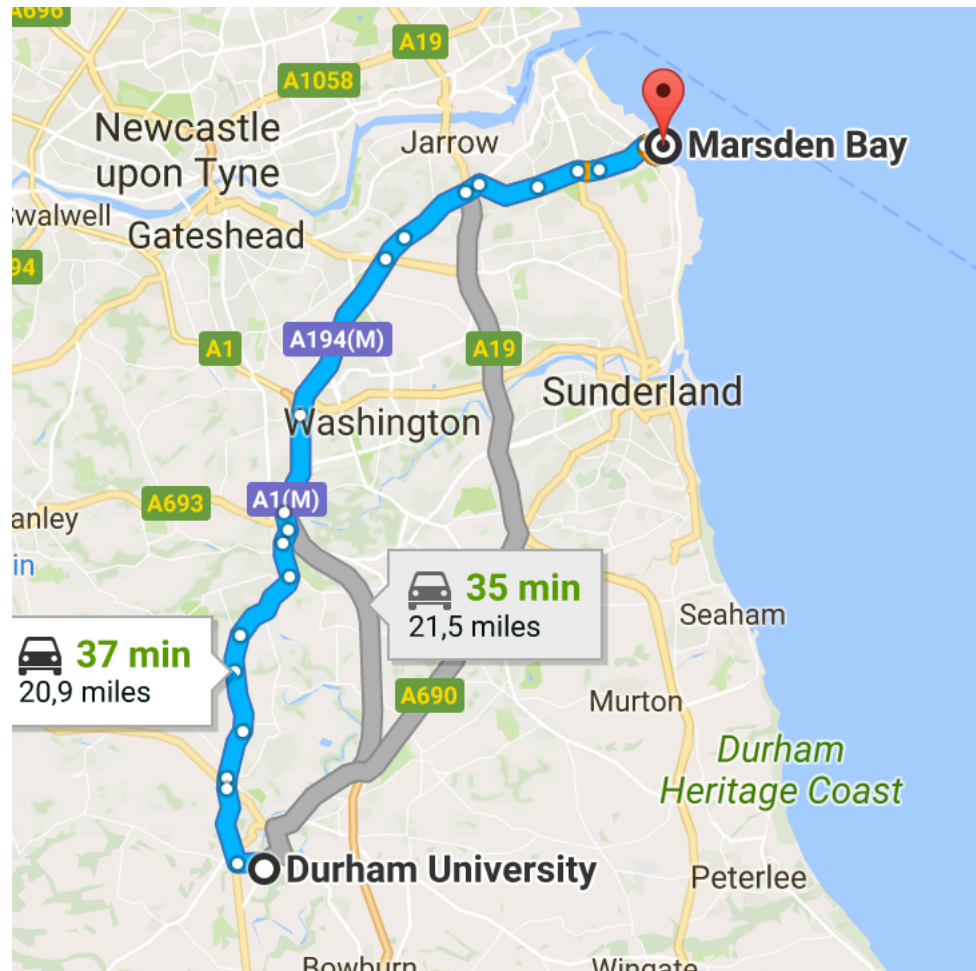 A696
A19
A1058
Newcastle
upon Tyne
Jarrow
Marsden Bay
Swalwell
Gateshead
94
A194(M)
A1
A19
Sunderland
Washington
A1(M)
A693
anley
in
35 min
21,5 miles
Seaham
37 min
20,9 miles
A690
Murton
Durham
Heritage Coast
Durham University
Peterlee
Bowburn
Wingate